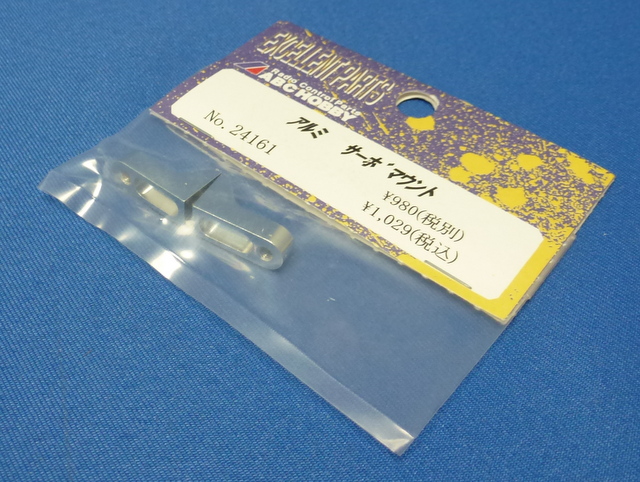 EXCELLENT PARTS
Radio Control Parts
ABC HOBBY
No. 24161
アルミ サーボマウント
¥980(税別)
¥1,029(税込)